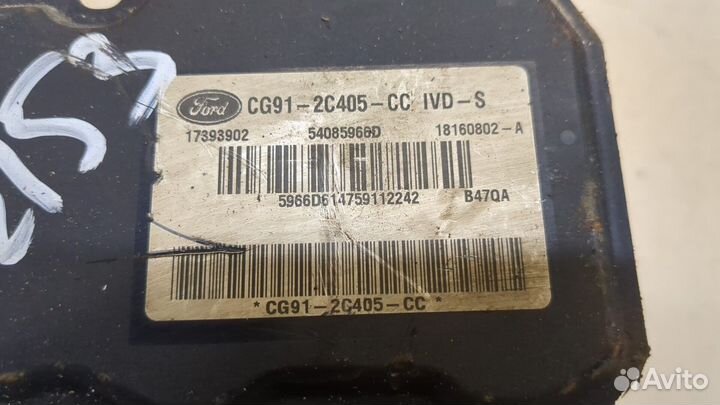 Ford CG91-2C405-CC IVD-S
17393902 54085966D 18160802-A
5966D614759112242 B47QA
* CG91-2C405-CC *
Avito